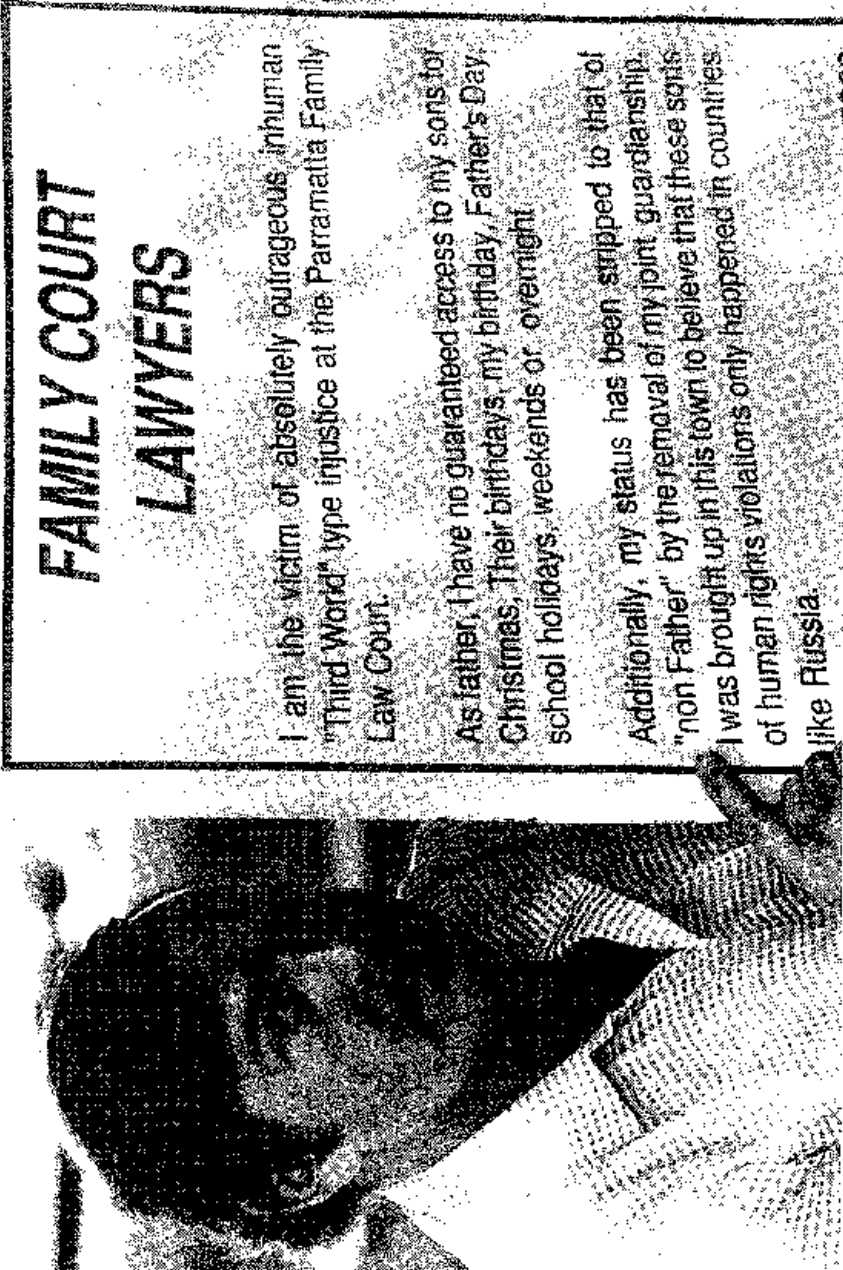 FAMILY COURT
LAWYERS
I am the victim of absolutely outrageous inhuman
"Third World" type injustice at the Parramatta Family
Law Court.
As father, I have no guaranteed access to my sons for
Christmas, Their birthdays, my birthday, Father's Day,
school holidays, weekends or overnight
Additionally, my status has been stripped to that of
"non Father" by the removal of my joint guardianship.
I was brought up in this town to believe that these sorts
of human rights violations only happened in countries
like Russia.